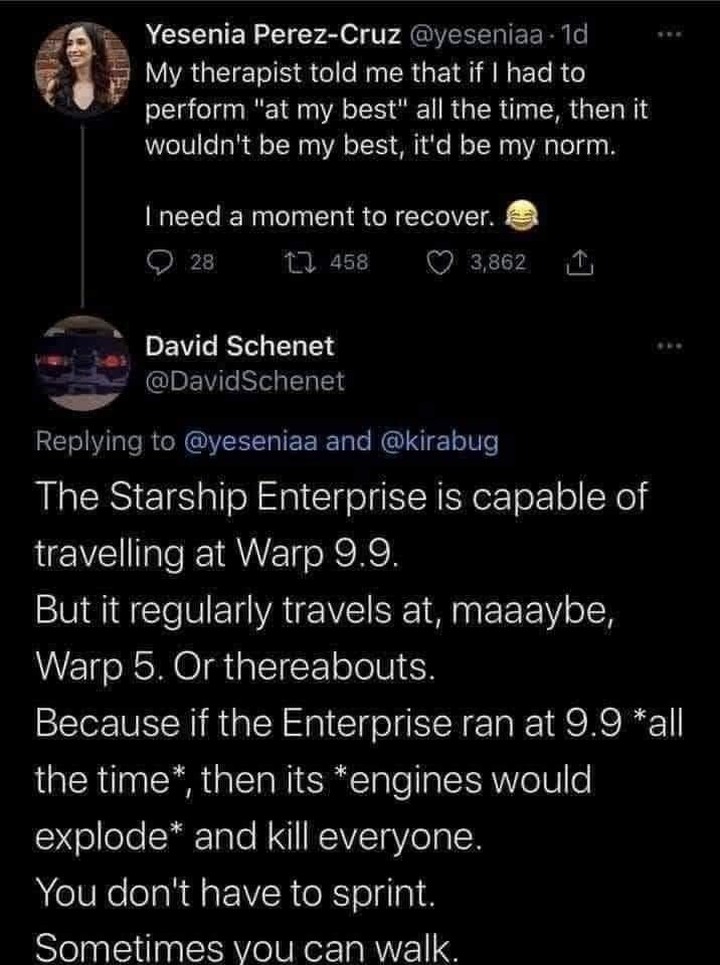 Yesenia Perez-Cruz @yeseniaa · 1d
My therapist told me that if I had to
perform "at my best" all the time, then it
wouldn't be my best, it'd be my norm.
I need a moment to recover. 😂
28 458 3,862
David Schenet
@DavidSchenet
Replying to @yeseniaa and @kirabug
The Starship Enterprise is capable of
travelling at Warp 9.9.
But it regularly travels at, maaaybe,
Warp 5. Or thereabouts.
Because if the Enterprise ran at 9.9 *all
the time*, then its *engines would
explode* and kill everyone.
You don't have to sprint.
Sometimes you can walk.